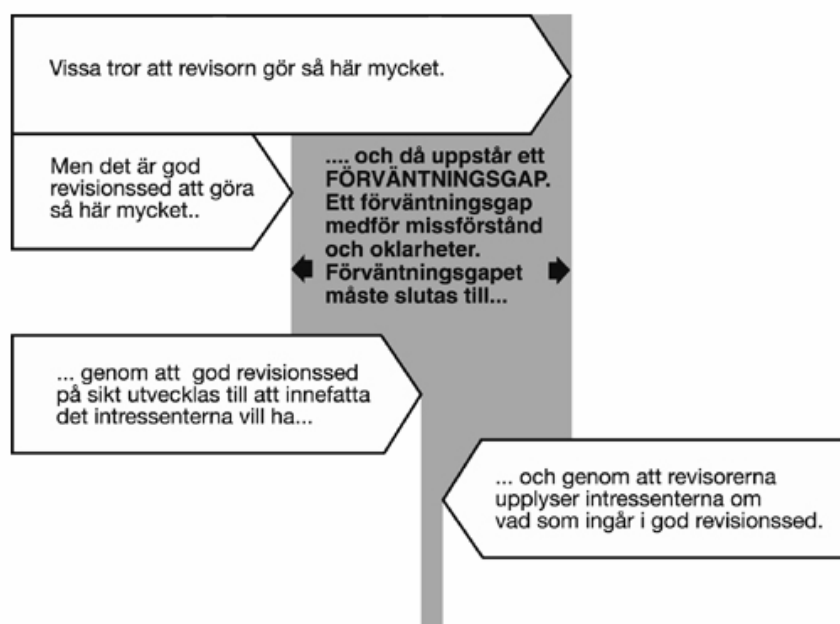 Vissa tror att revisorn gör så här mycket.
Men det är god
revisionssed att göra
så här mycket..
.... och då uppstår ett
FÖRVÄNTNINGSGAP.
Ett förväntningsgap
medför missförstånd
och oklarheter.
Förväntningsgapet
måste slutas till...
... genom att god revisionssed
på sikt utvecklas till att innefatta
det intressenterna vill ha...
... och genom att revisorerna
upplyser intressenterna om
vad som ingår i god revisionssed.